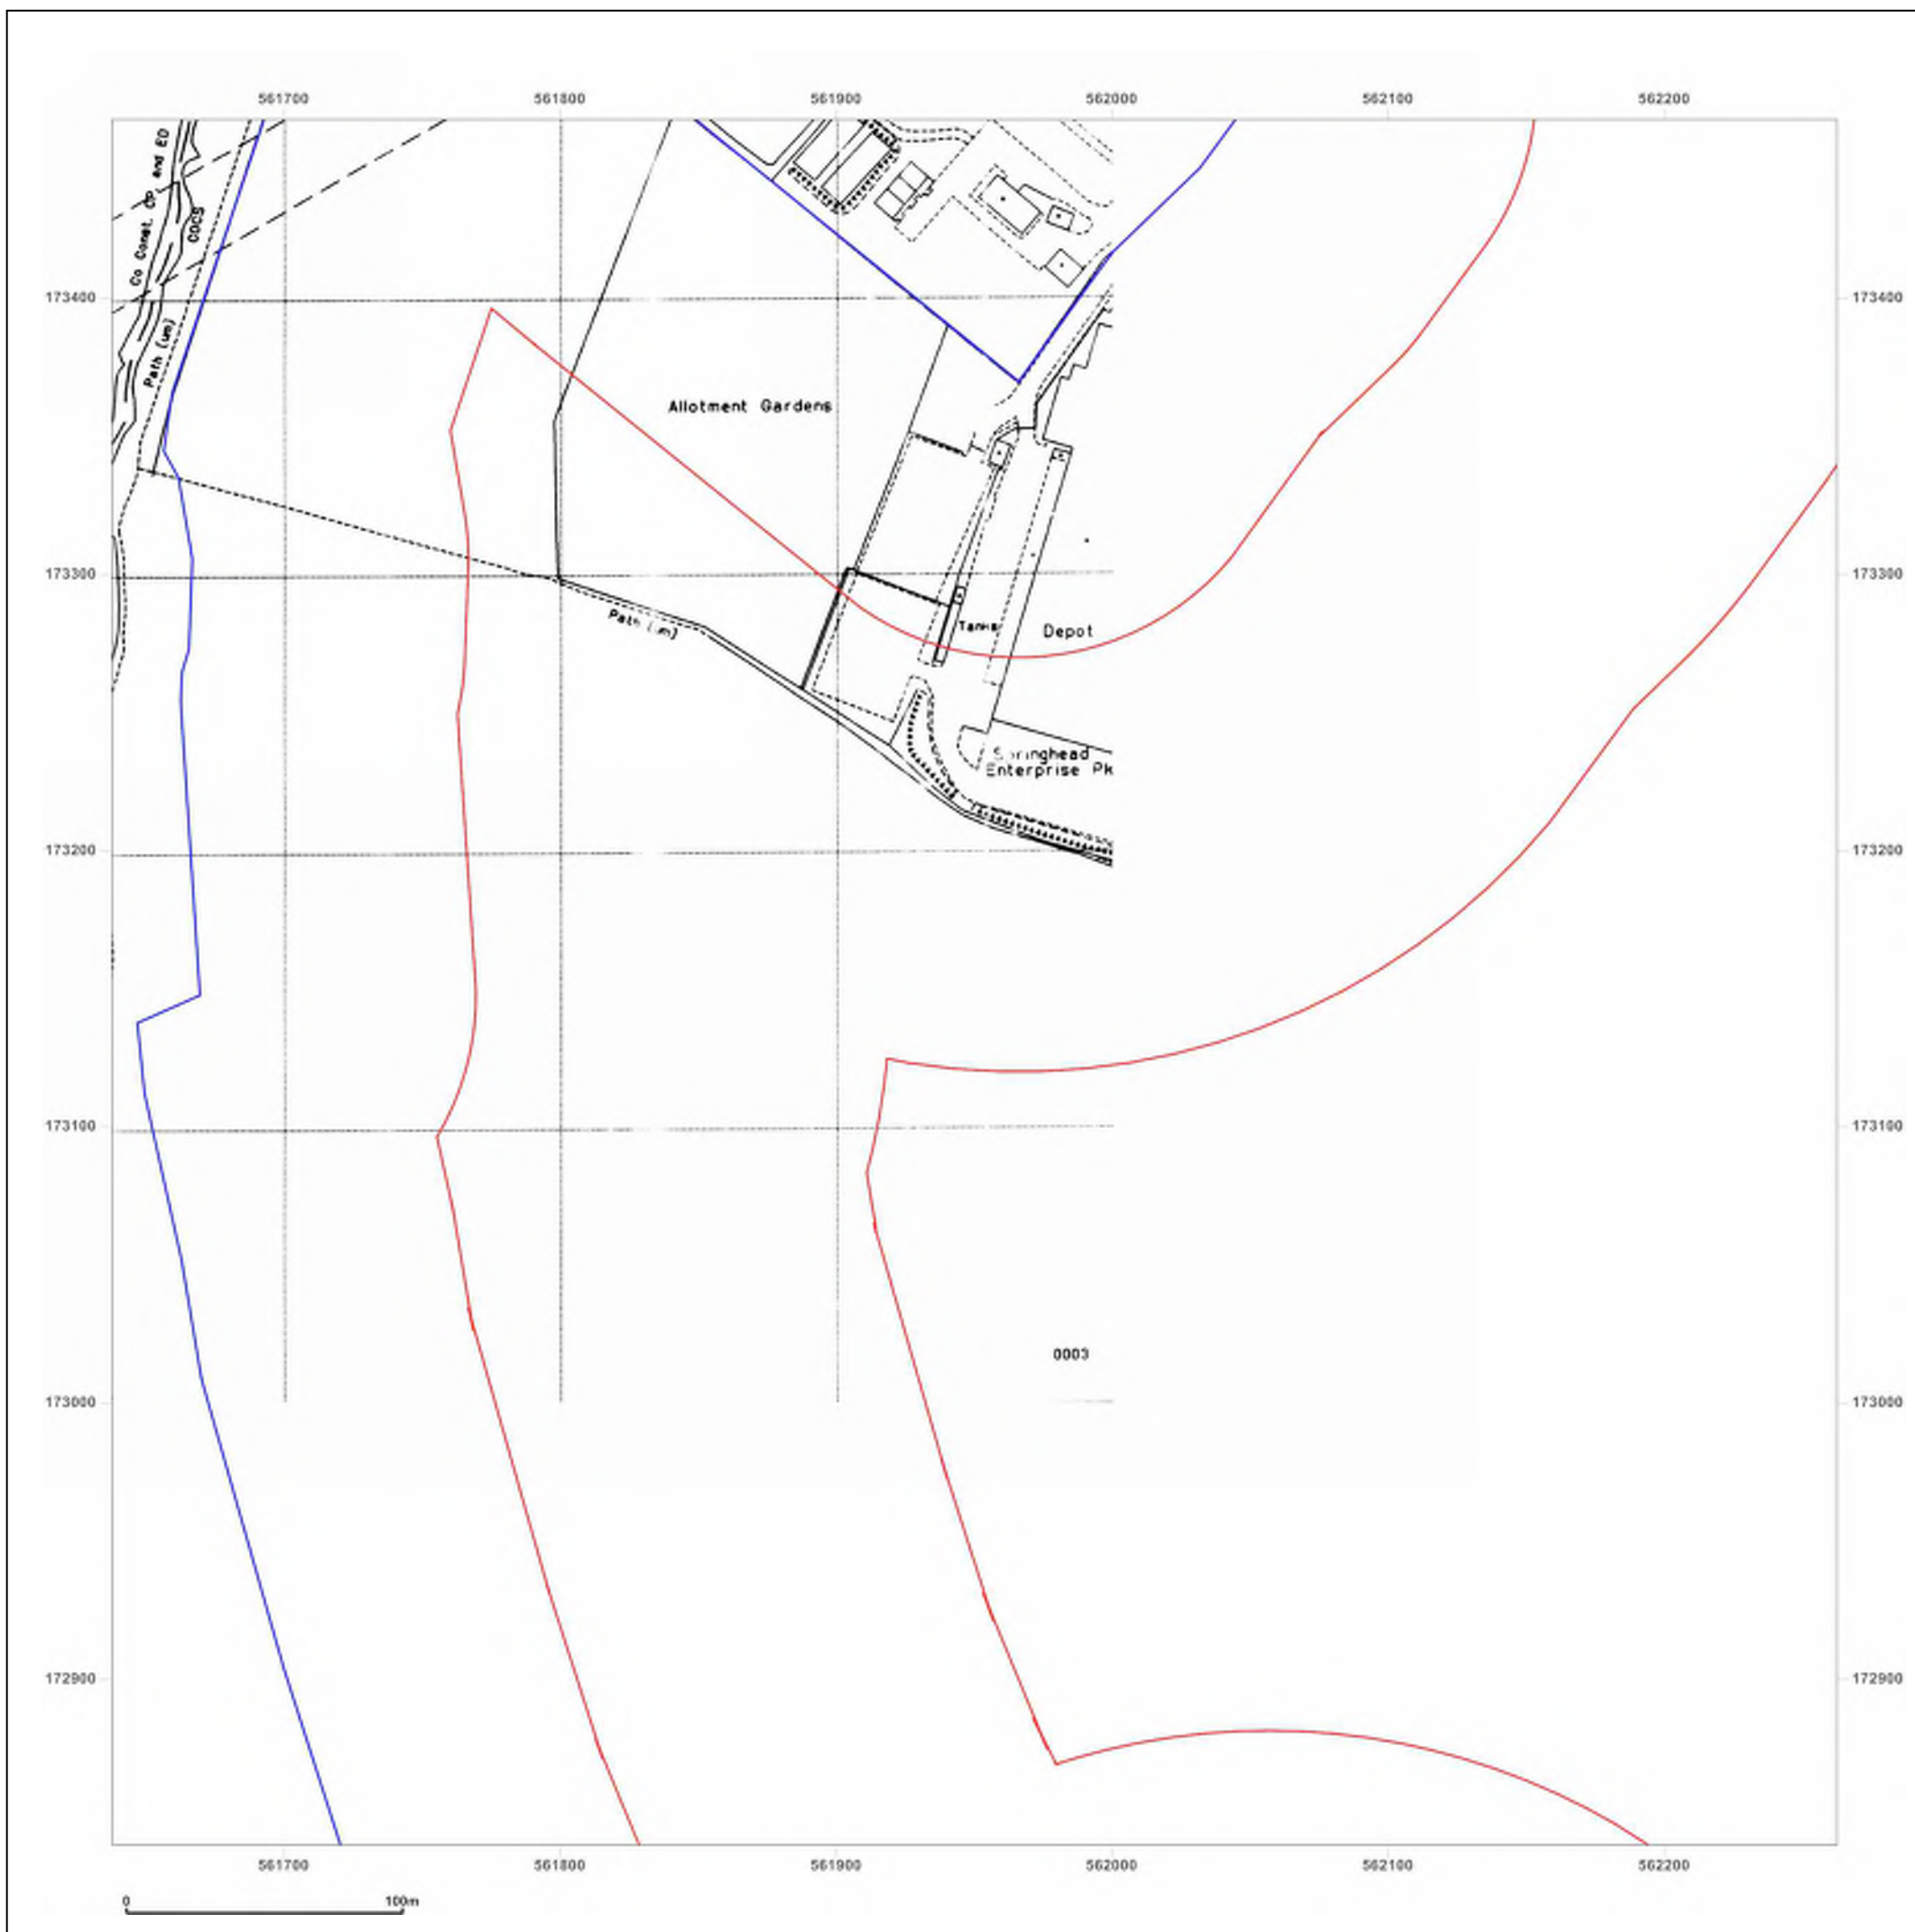 561700 561800 561900 562000 562100 562200
Co Const, CP, and ED
CDCS
173400 173400
Path (um)
Allotment Gardens
173300 173300
Path (um)
Tanks
Depot
Springhead
Enterprise Pk
173200 173200
173100 173100
0003
173000 173000
172900 172900
561700 561800 561900 562000 562100 562200
0 100m